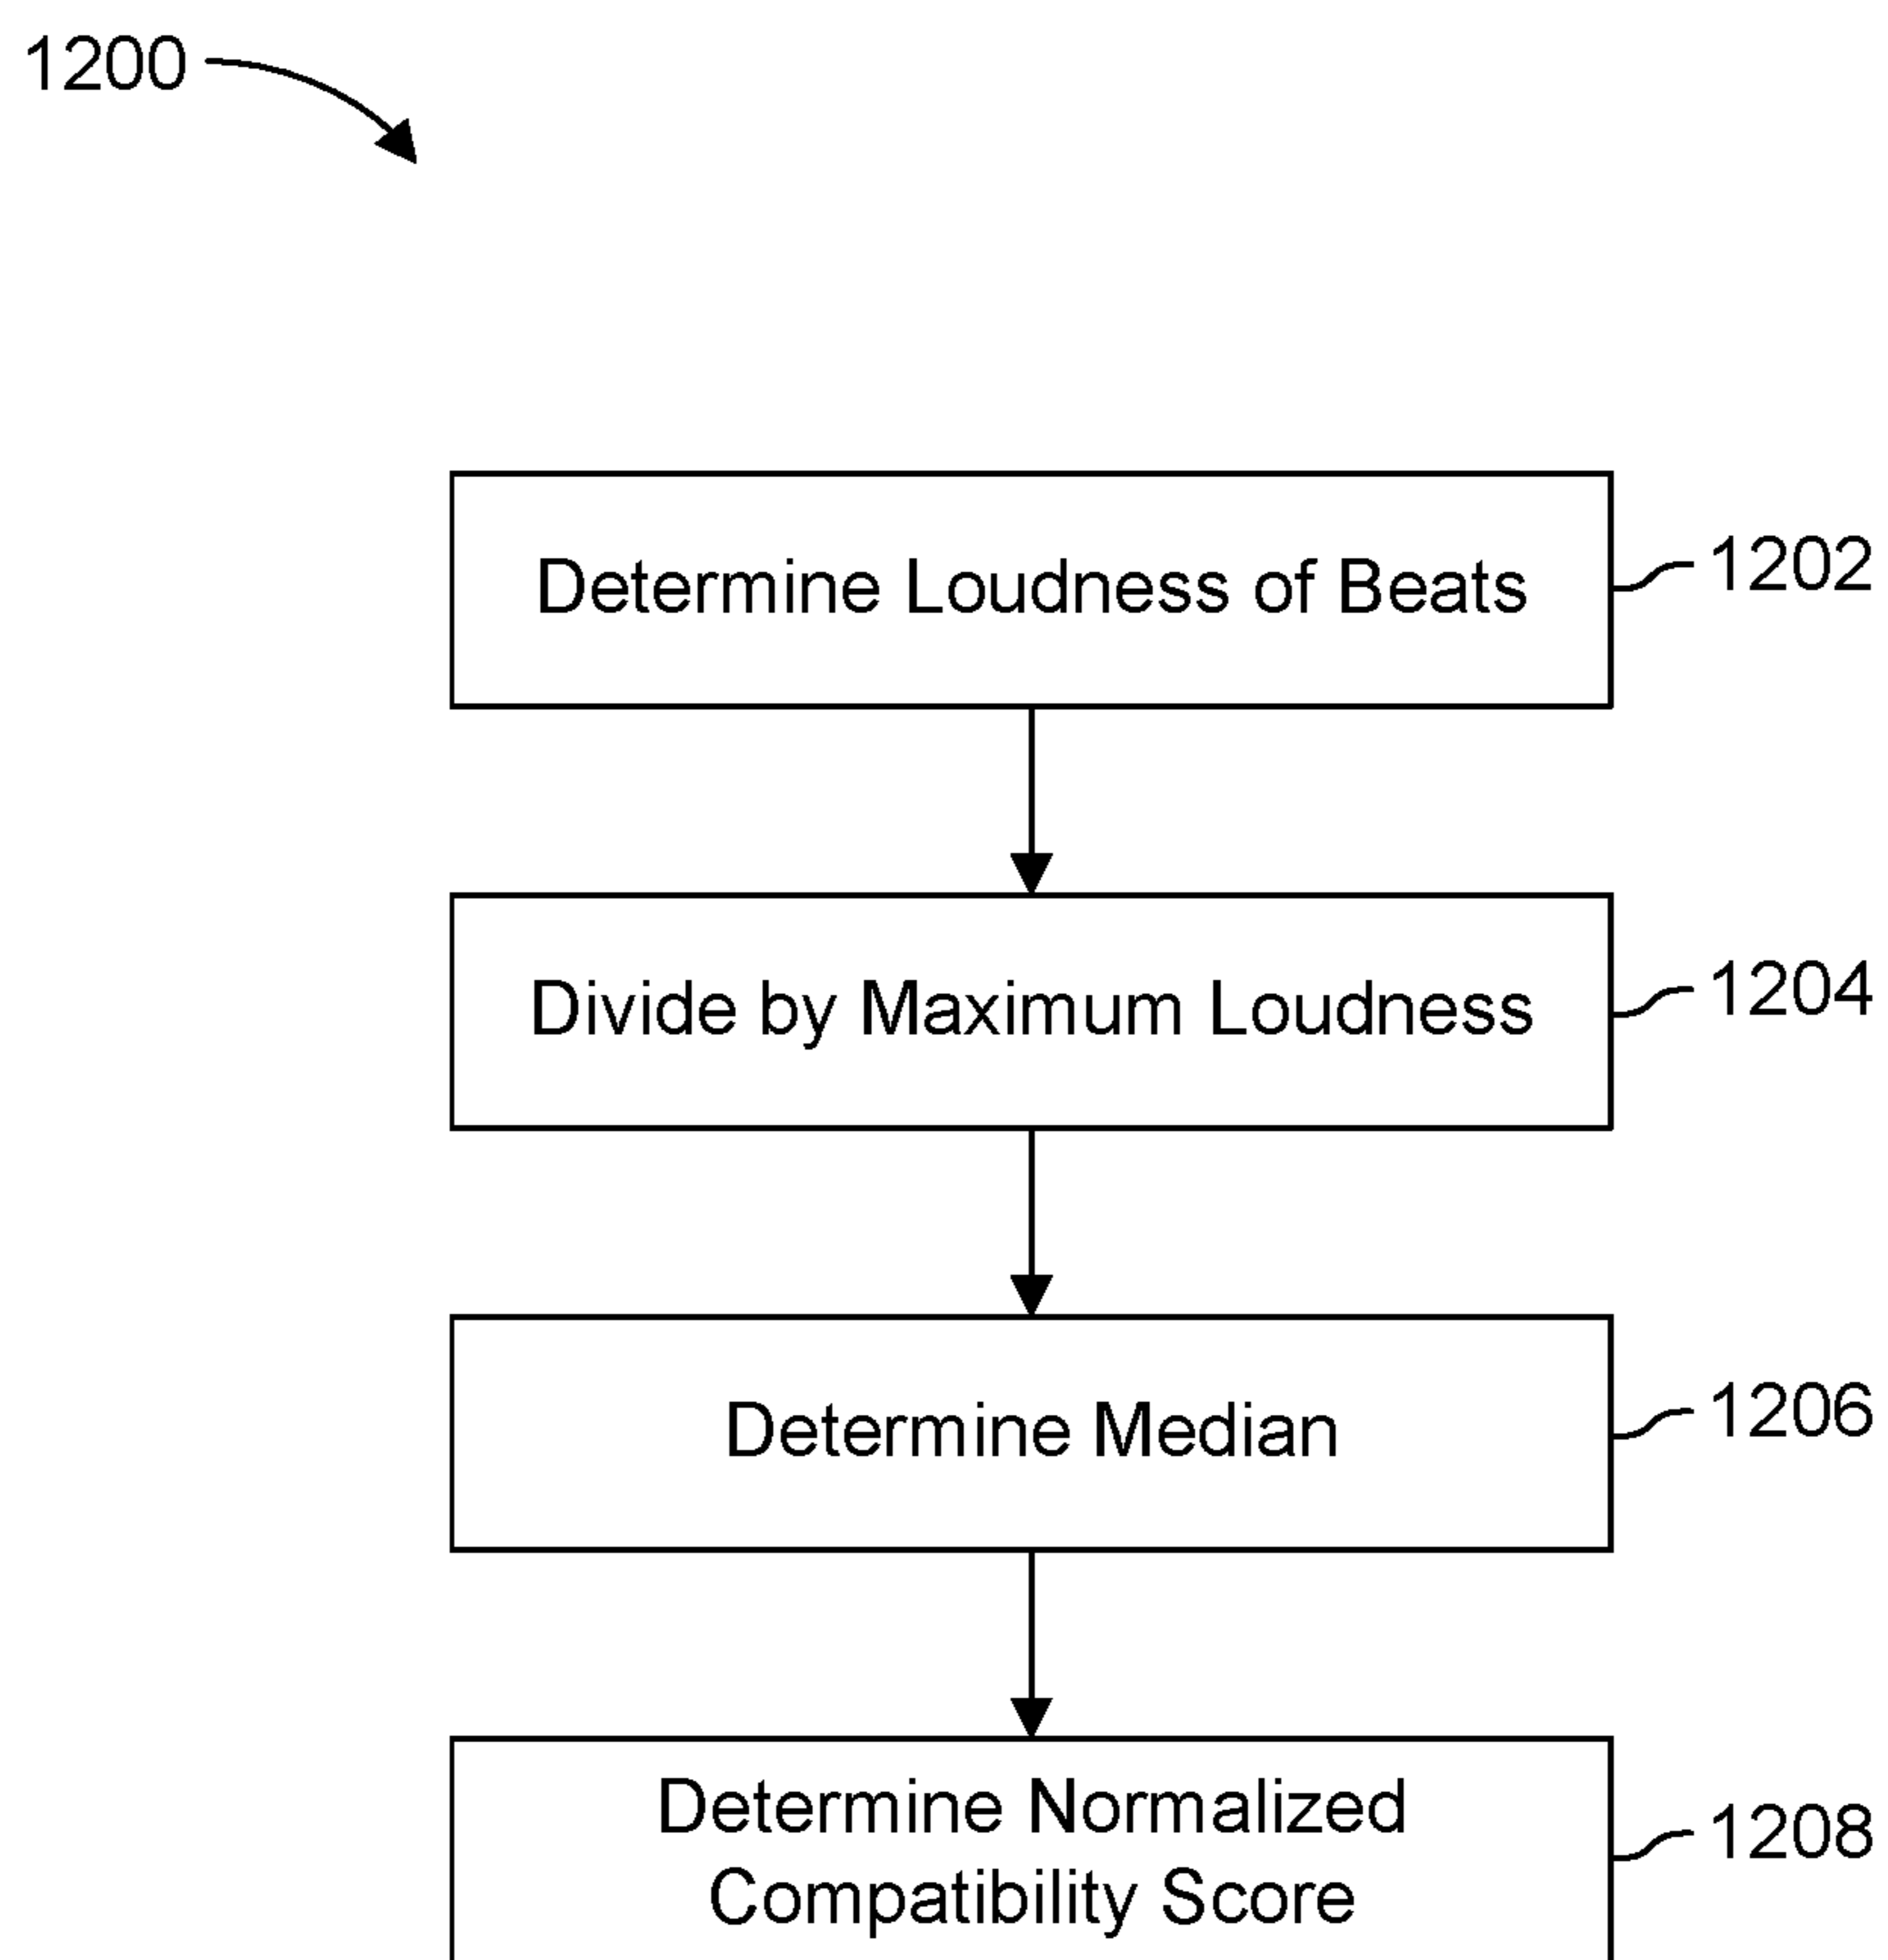 1200
Determine Loudness of Beats
1202
Divide by Maximum Loudness
1204
Determine Median
1206
Determine Normalized
Compatibility Score
1208